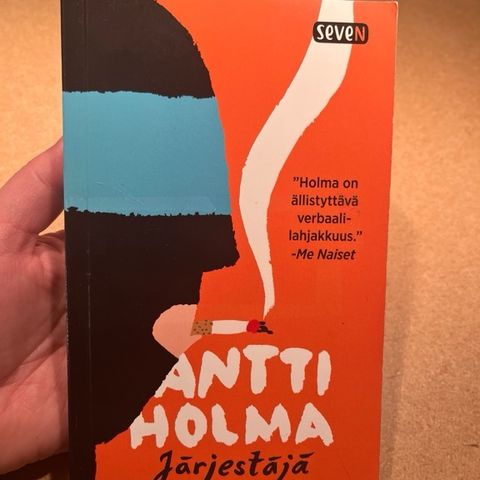 seveN
”Holma on
ällistyttävä
verbaali-
lahjakkuus.”
-Me Naiset
ANTTI
HOLMA
Järjestäjä